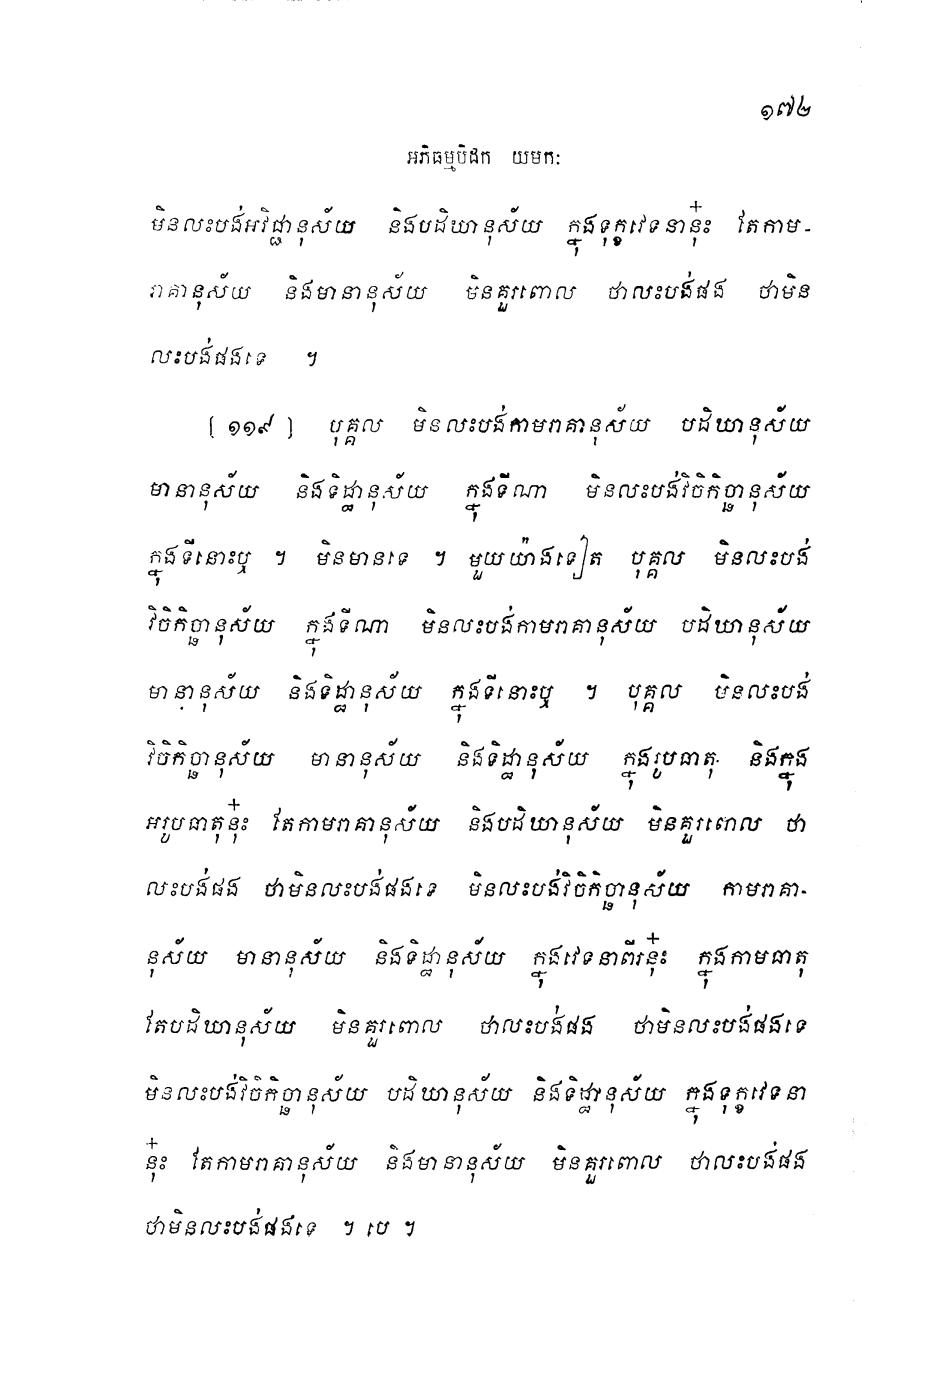 ១៧២
អភិធម្មបិដក យមកៈ
មិនលះបង់អវិជ្ជានុស័យ និងបដិឃានុស័យ ក្នុងទុក្ខវេទនានុ៎ះ តែកាម-
រាគានុស័យ និងមានានុស័យ មិនគួរពោល ថាលះបង់ផង ថាមិន
លះបង់ផងទេ ។
[ ១១៩ ] បុគ្គល មិនលះបង់កាមរាគានុស័យ បដិឃានុស័យ
មានានុស័យ និងទិដ្ឋានុស័យ ក្នុងទីណា មិនលះបង់វិចិកិច្ឆានុស័យ
ក្នុងទីនោះឬ ។ មិនមានទេ ។ មួយយ៉ាងទៀត បុគ្គល មិនលះបង់
វិចិកិច្ឆានុស័យ ក្នុងទីណា មិនលះបង់កាមរាគានុស័យ បដិឃានុស័យ
មានានុស័យ និងទិដ្ឋានុស័យ ក្នុងទីនោះឬ ។ បុគ្គល មិនលះបង់
វិចិកិច្ឆានុស័យ មានានុស័យ និងទិដ្ឋានុស័យ ក្នុងរូបធាតុ និងក្នុង
អរូបធាតុនុ៎ះ តែកាមរាគានុស័យ និងបដិឃានុស័យ មិនគួរពោល ថា
លះបង់ផង ថាមិនលះបង់ផងទេ មិនលះបង់វិចិកិច្ឆានុស័យ កាមរាគា-
នុស័យ មានានុស័យ និងទិដ្ឋានុស័យ ក្នុងវេទនាពីរនុ៎ះ ក្នុងកាមធាតុ
តែបដិឃានុស័យ មិនគួរពោល ថាលះបង់ផង ថាមិនលះបង់ផងទេ
មិនលះបង់វិចិកិច្ឆានុស័យ បដិឃានុស័យ និងទិដ្ឋានុស័យ ក្នុងទុក្ខវេទនា
នុ៎ះ តែកាមរាគានុស័យ និងមានានុស័យ មិនគួរពោល ថាលះបង់ផង
ថាមិនលះបង់ផងទេ ។ បេ ។